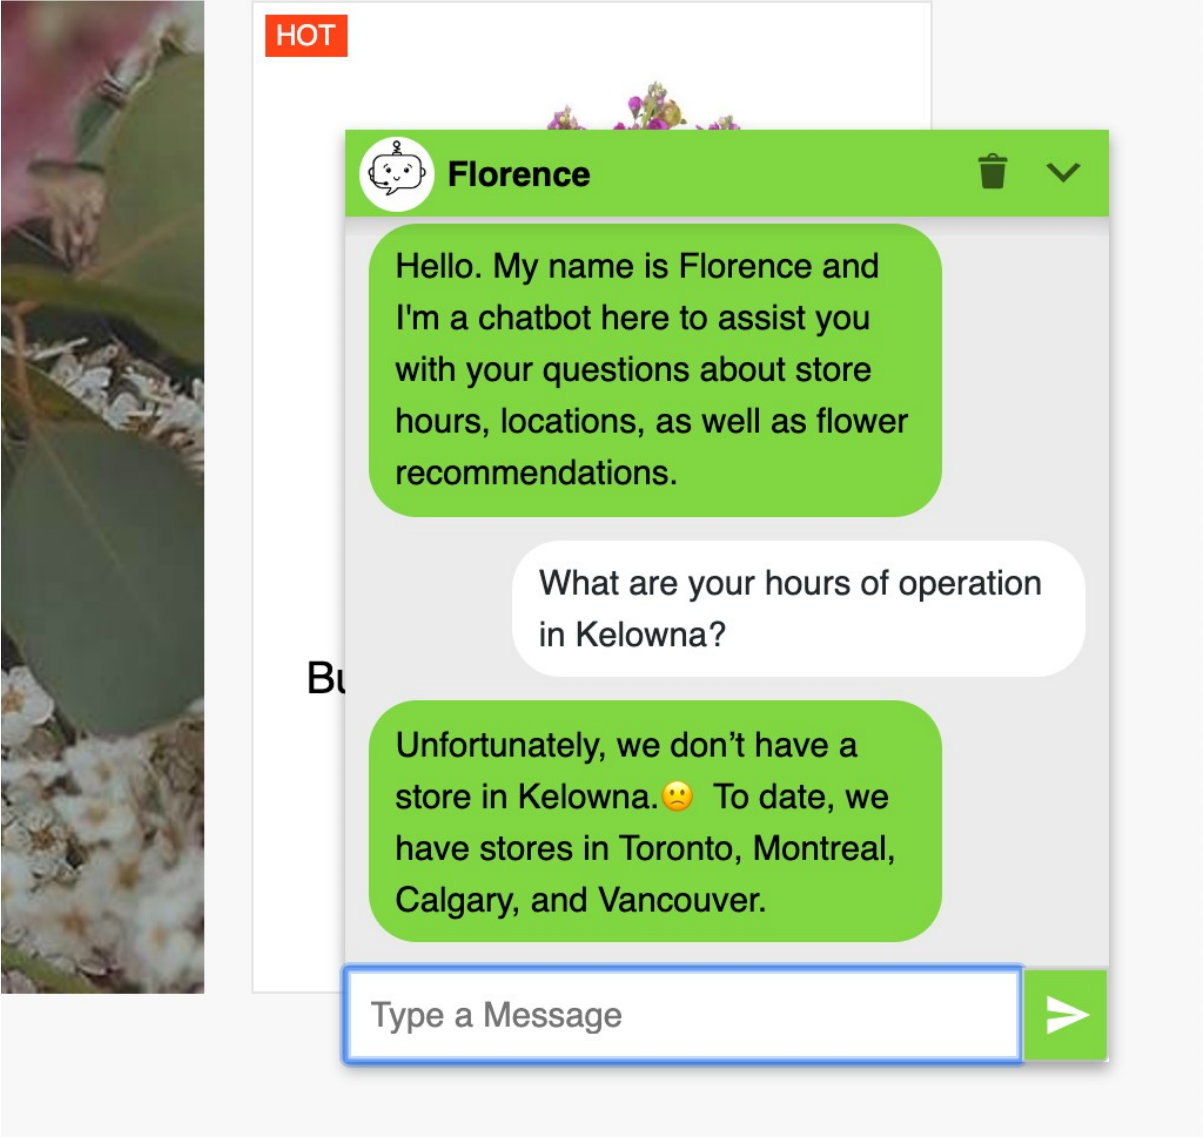 HOT
Florence
Hello. My name is Florence and
I'm a chatbot here to assist you
with your questions about store
hours, locations, as well as flower
recommendations.
What are your hours of operation
in Kelowna?
Bu
Unfortunately, we don’t have a
store in Kelowna.🙁 To date, we
have stores in Toronto, Montreal,
Calgary, and Vancouver.
Type a Message